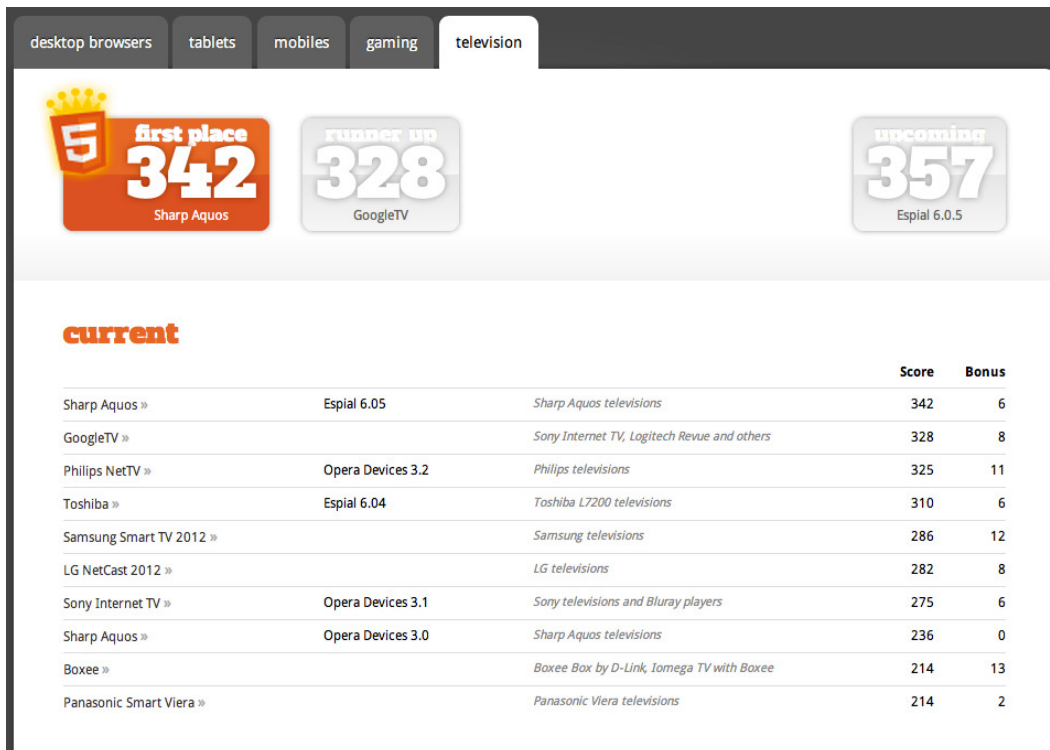 desktop browsers tablets mobiles gaming television
first place runner up upcoming
5 342 328 357
Sharp Aquos GoogleTV Espial 6.0.5
current
Score Bonus
Sharp Aquos » Espial 6.05 Sharp Aquos televisions 342 6
GoogleTV » Sony Internet TV, Logitech Revue and others 328 8
Philips NetTV » Opera Devices 3.2 Philips televisions 325 11
Toshiba » Espial 6.04 Toshiba L7200 televisions 310 6
Samsung Smart TV 2012 » Samsung televisions 286 12
LG NetCast 2012 » LG televisions 282 8
Sony Internet TV » Opera Devices 3.1 Sony televisions and Bluray players 275 6
Sharp Aquos » Opera Devices 3.0 Sharp Aquos televisions 236 0
Boxee » Boxee Box by D-Link, Iomega TV with Boxee 214 13
Panasonic Smart Viera » Panasonic Viera televisions 214 2